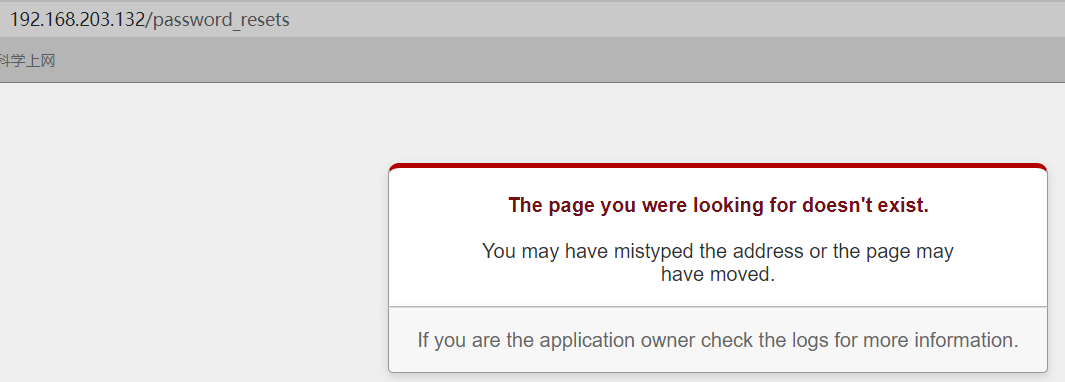 192.168.203.132/password_resets
科学上网
The page you were looking for doesn't exist.
You may have mistyped the address or the page may
have moved.
If you are the application owner check the logs for more information.